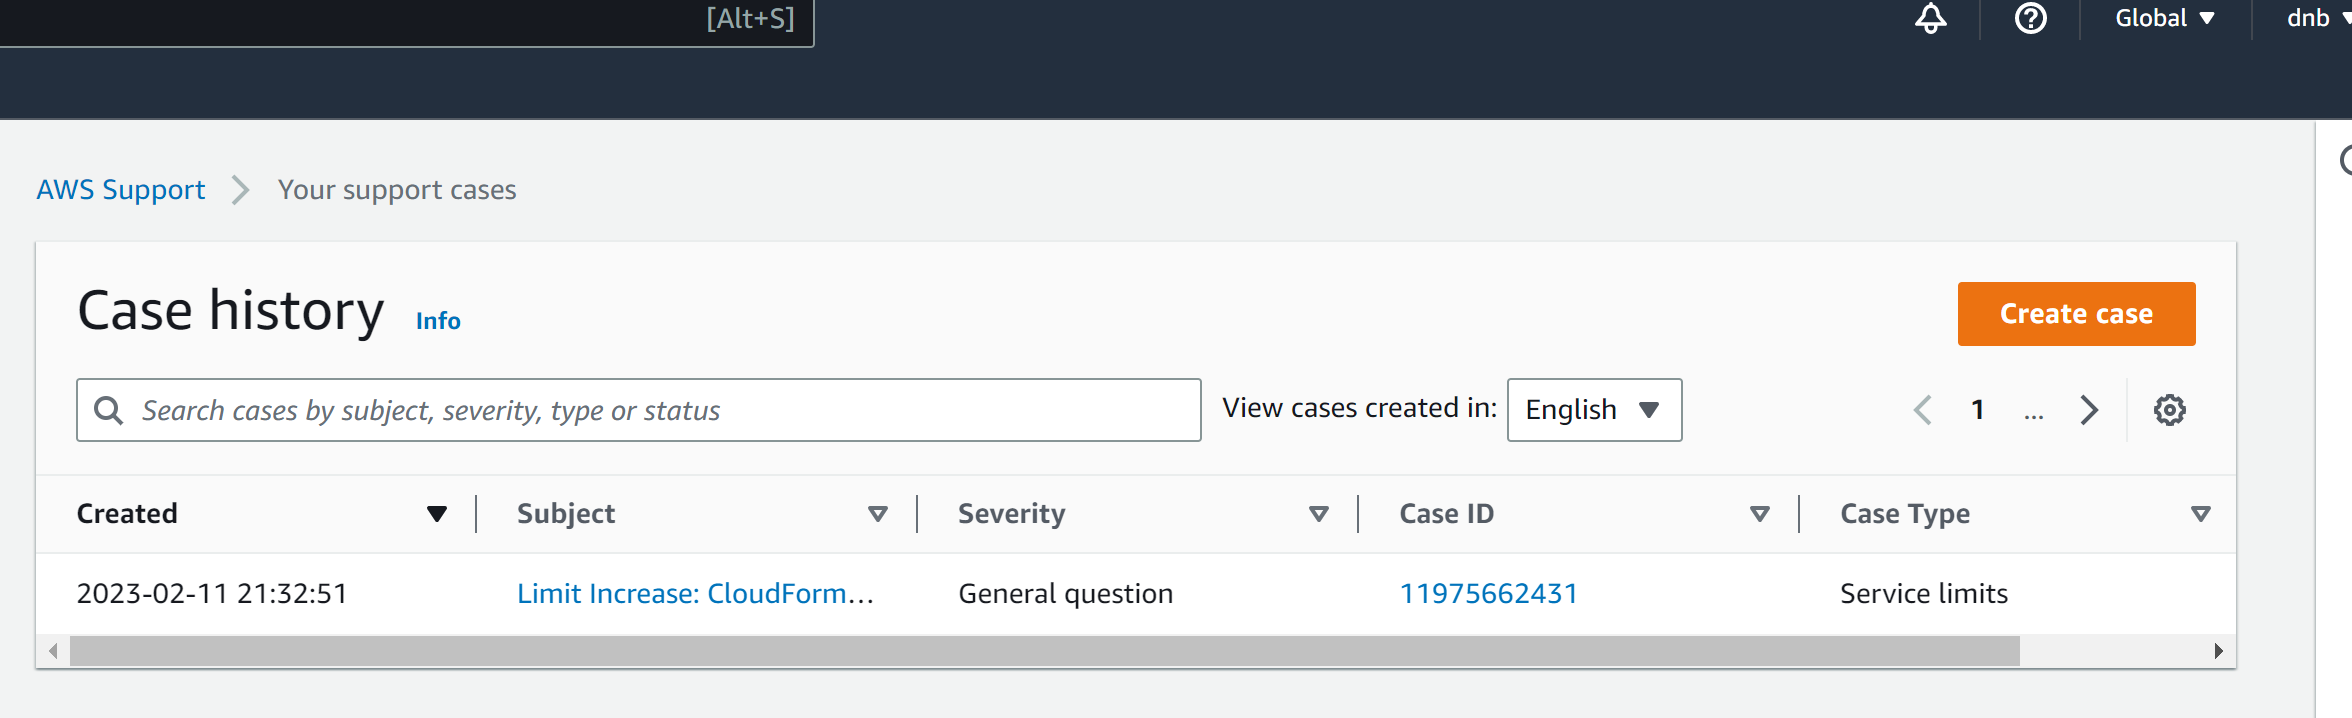 [Alt+S] Global dnb
AWS Support Your support cases
Case history Info Create case
Search cases by subject, severity, type or status View cases created in: English 1 ...
Created Subject Severity Case ID Case Type
2023-02-11 21:32:51 Limit Increase: CloudForm... General question 11975662431 Service limits